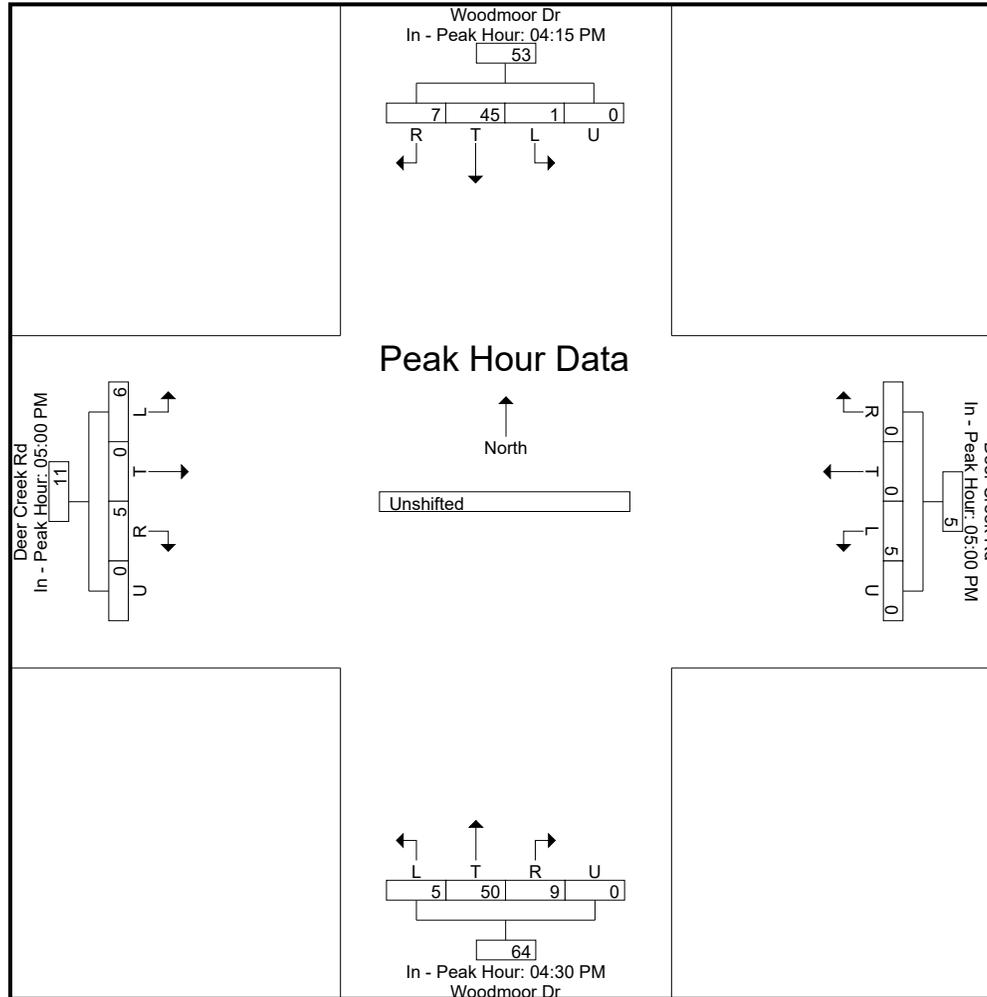 Woodmoor Dr
In - Peak Hour: 04:15 PM
53
7 45 1 0
R T L U
Peak Hour Data
North
Unshifted
Deer Creek Rd
In - Peak Hour: 05:00 PM
11
6 0 5 0
L T R U
R T L U
0 0 5 0
5
In - Peak Hour: 05:00 PM
L T R U
5 50 9 0
64
In - Peak Hour: 04:30 PM
Woodmoor Dr